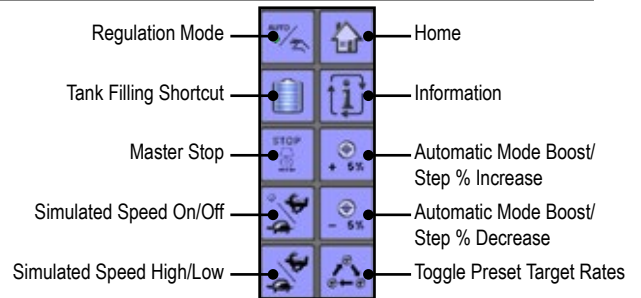 Regulation Mode
AUTO
Home
Tank Filling Shortcut
i
Information
Master Stop
STOP
+ 5%
Automatic Mode Boost/
Step % Increase
Simulated Speed On/Off
- 5%
Automatic Mode Boost/
Step % Decrease
Simulated Speed High/Low
Toggle Preset Target Rates